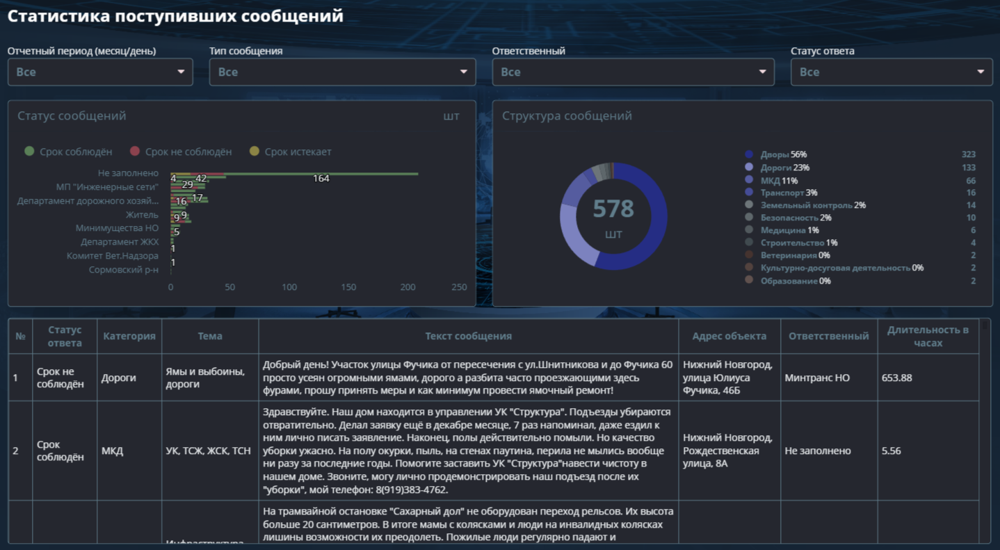 Статистика поступивших сообщений
Отчетный период (месяц/день)
Все
Тип сообщения
Все
Ответственный
Все
Статус ответа
Все
Статус сообщений
шт
Срок соблюдён
Срок не соблюдён
Срок истекает
Не заполнено
МП "Инженерные сети"
Департамент дорожного хозяй...
Житель
Минимущества НО
Департамент ЖКХ
Комитет Вет.Надзора
Сормовский р-н
4 42 164
29
16 17
9 9
5
1
1
0 50 100 150 200 250
Структура сообщений
578
шт
Дворы 56% 323
Дороги 23% 133
МКД 11% 66
Транспорт 3% 16
Земельный контроль 2% 14
Безопасность 2% 10
Медицина 1% 6
Строительство 1% 4
Ветеринария 0% 2
Культурно-досуговая деятельность 0% 2
Образование 0% 2
№
Статус
ответа
Категория
Тема
Текст сообщения
Адрес объекта
Ответственный
Длительность в
часах
1
Срок не
соблюдён
Дороги
Ямы и выбоины,
дороги
Добрый день! Участок улицы Фучика от пересечения с ул.Шнитникова и до Фучика 60
просто усеян огромными ямами, дорого а разбита часто проезжающими здесь
фурами, прошу принять меры и как минимум провести ямочный ремонт!
Нижний Новгород,
улица Юлиуса
Фучика, 46Б
Минтранс НО
653.88
2
Срок
соблюдён
МКД
УК, ТСЖ, ЖСК, ТСН
Здравствуйте. Наш дом находится в управлении УК "Структура". Подъезды убираются
отвратительно. Делал заявку ещё в декабре месяце, 7 раз напоминал, даже ездил к
ним лично писать заявление. Наконец, полы действительно помыли. Но качество
уборки ужасно. На полу окурки, пыль, на стенах паутина, перила не мылись вообще
ни разу за последние годы. Помогите заставить УК "Структура"навести чистоту в
нашем доме. Звоните, могу лично продемонстрировать наш подъезд после их
"уборки", мой телефон: 8(919)383-4762.
Нижний Новгород,
Рождественская
улица, 8А
Не заполнено
5.56
Инфраструктура
На трамвайной остановке "Сахарный дол" не оборудован переход рельсов. Их высота
больше 20 сантиметров. В итоге мамы с колясками и люди на инвалидных колясках
лишины возможности их преодолеть. Пожилые люди регулярно падают и